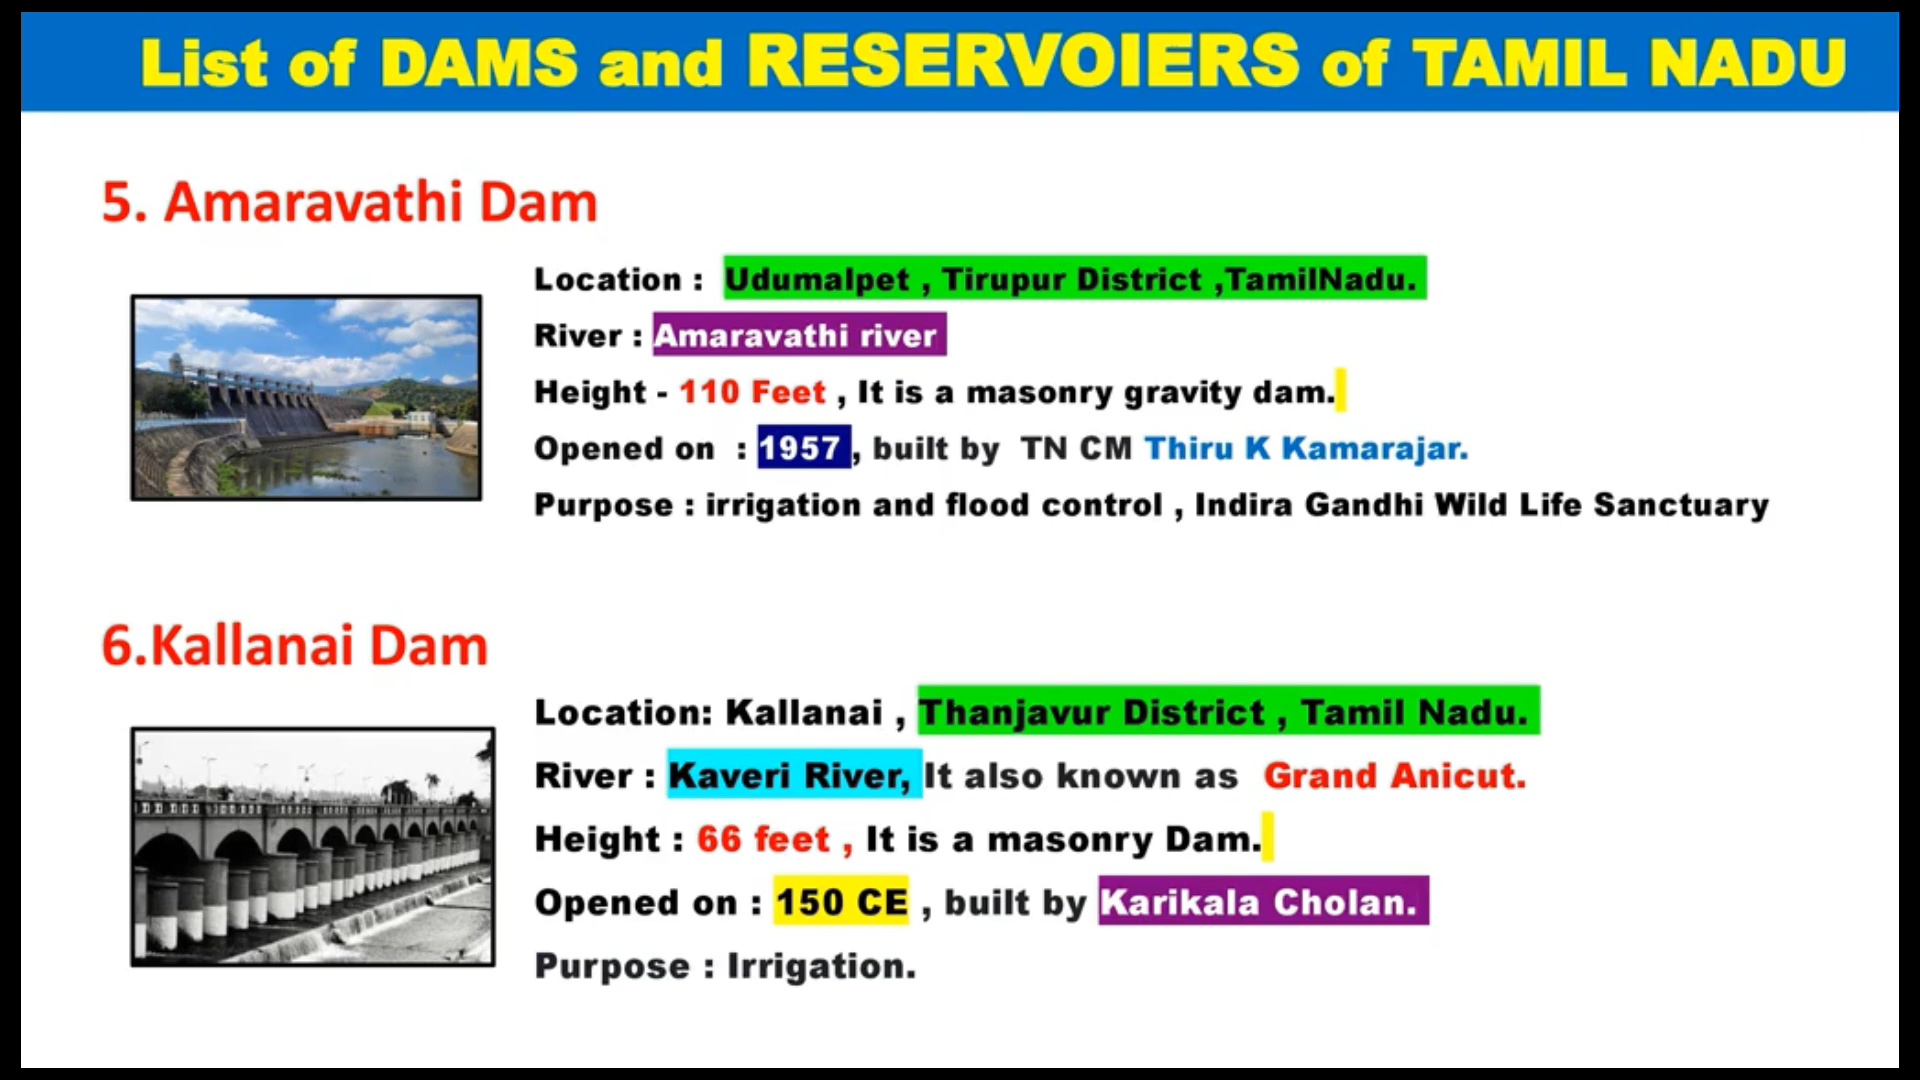 List of DAMS and RESERVOIERS of TAMIL NADU
5. Amaravathi Dam
Location : Udumalpet , Tirupur District ,TamilNadu.
River : Amaravathi river
Height - 110 Feet , It is a masonry gravity dam.
Opened on : 1957 , built by TN CM Thiru K Kamarajar.
Purpose : irrigation and flood control , Indira Gandhi Wild Life Sanctuary
6.Kallanai Dam
Location: Kallanai , Thanjavur District , Tamil Nadu.
River : Kaveri River, It also known as Grand Anicut.
Height : 66 feet , It is a masonry Dam.
Opened on : 150 CE , built by Karikala Cholan.
Purpose : Irrigation.